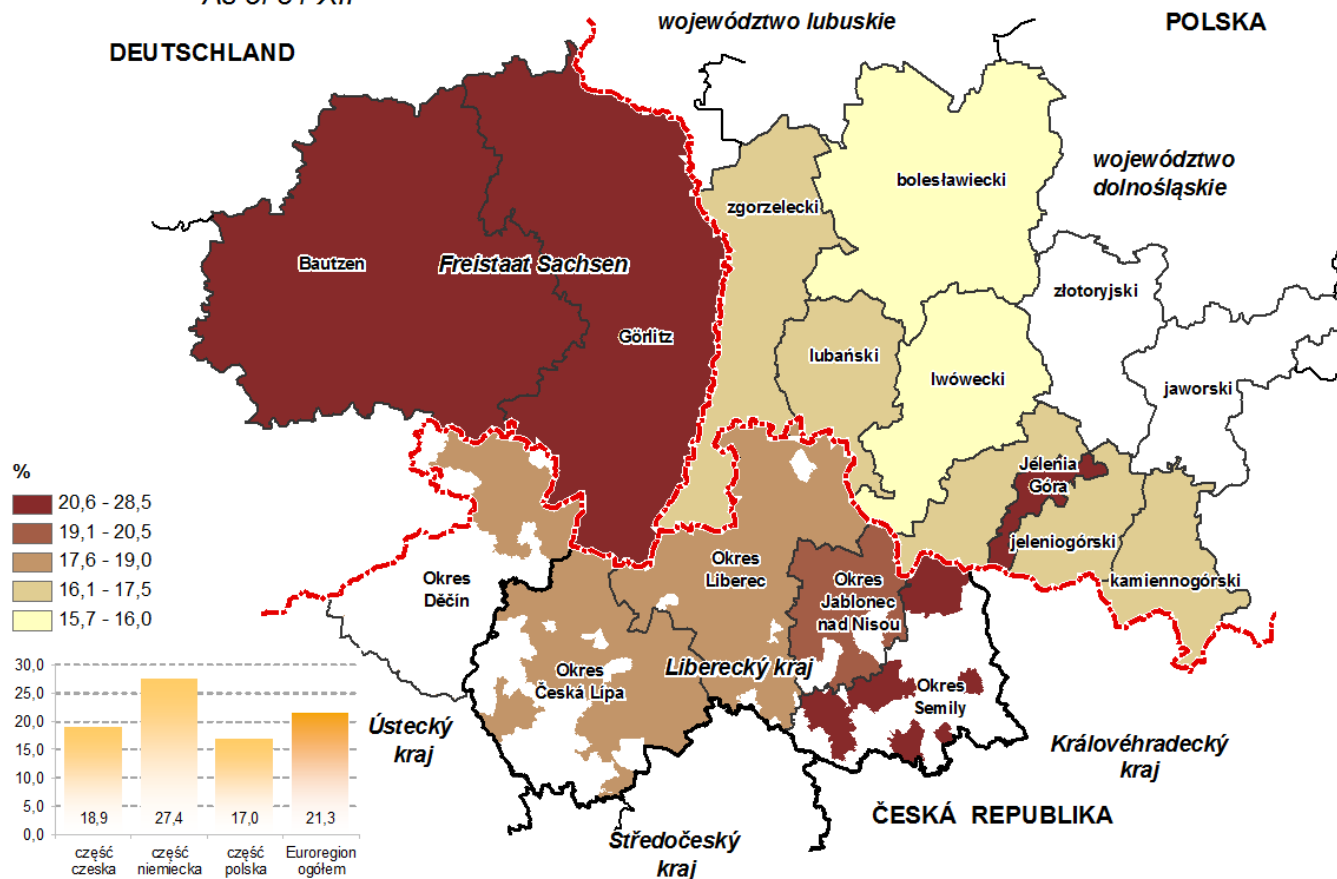 As of 31 XII
województwo lubuskie
POLSKA
DEUTSCHLAND
bolesławiecki
województwo
dolnośląskie
zgorzelecki
Bautzen
Freistaat Sachsen
złotoryjski
Görlitz
lubański
lwówecki
jaworski
%
20,6 - 28,5
19,1 - 20,5
17,6 - 19,0
16,1 - 17,5
15,7 - 16,0
Jelenia
Góra
jeleniogórski
kamiennogórski
Okres
Děčín
Okres
Liberec
Okres
Jablonec
nad Nisou
Okres
Česká Lípa
Liberecký kraj
Okres
Semily
Ústecký
kraj
Královéhradecký
kraj
ČESKÁ REPUBLIKA
Středočeský
kraj
30,0
25,0
20,0
15,0
10,0
5,0
0,0
18,9
27,4
17,0
21,3
część
czeska
część
niemiecka
część
polska
Euroregion
ogółem